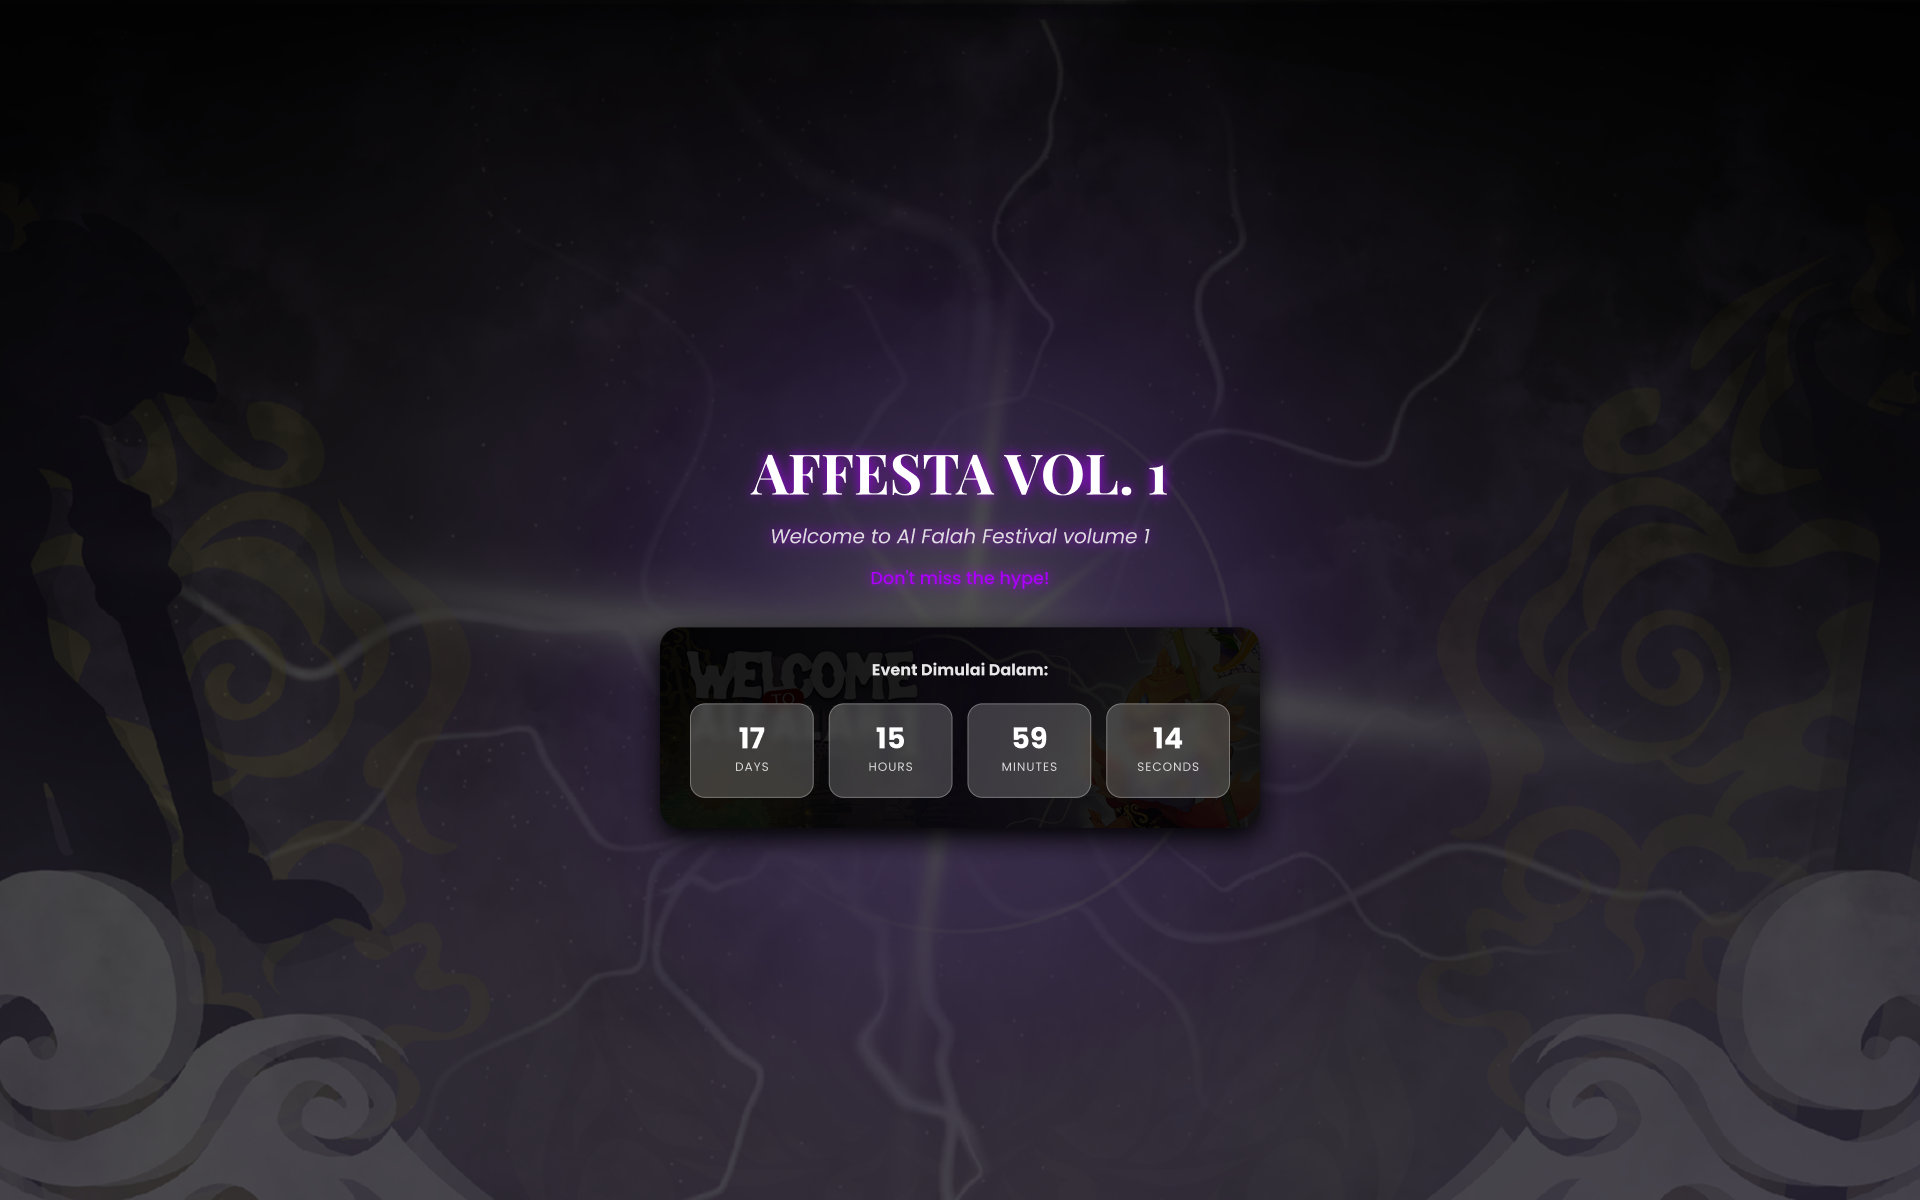 AFFESTA VOL. 1
Welcome to Al Falah Festival volume 1
Don't miss the hype!
WELCOME
TO
Event Dimulai Dalam:
17 15 59 14
DAYS HOURS MINUTES SECONDS